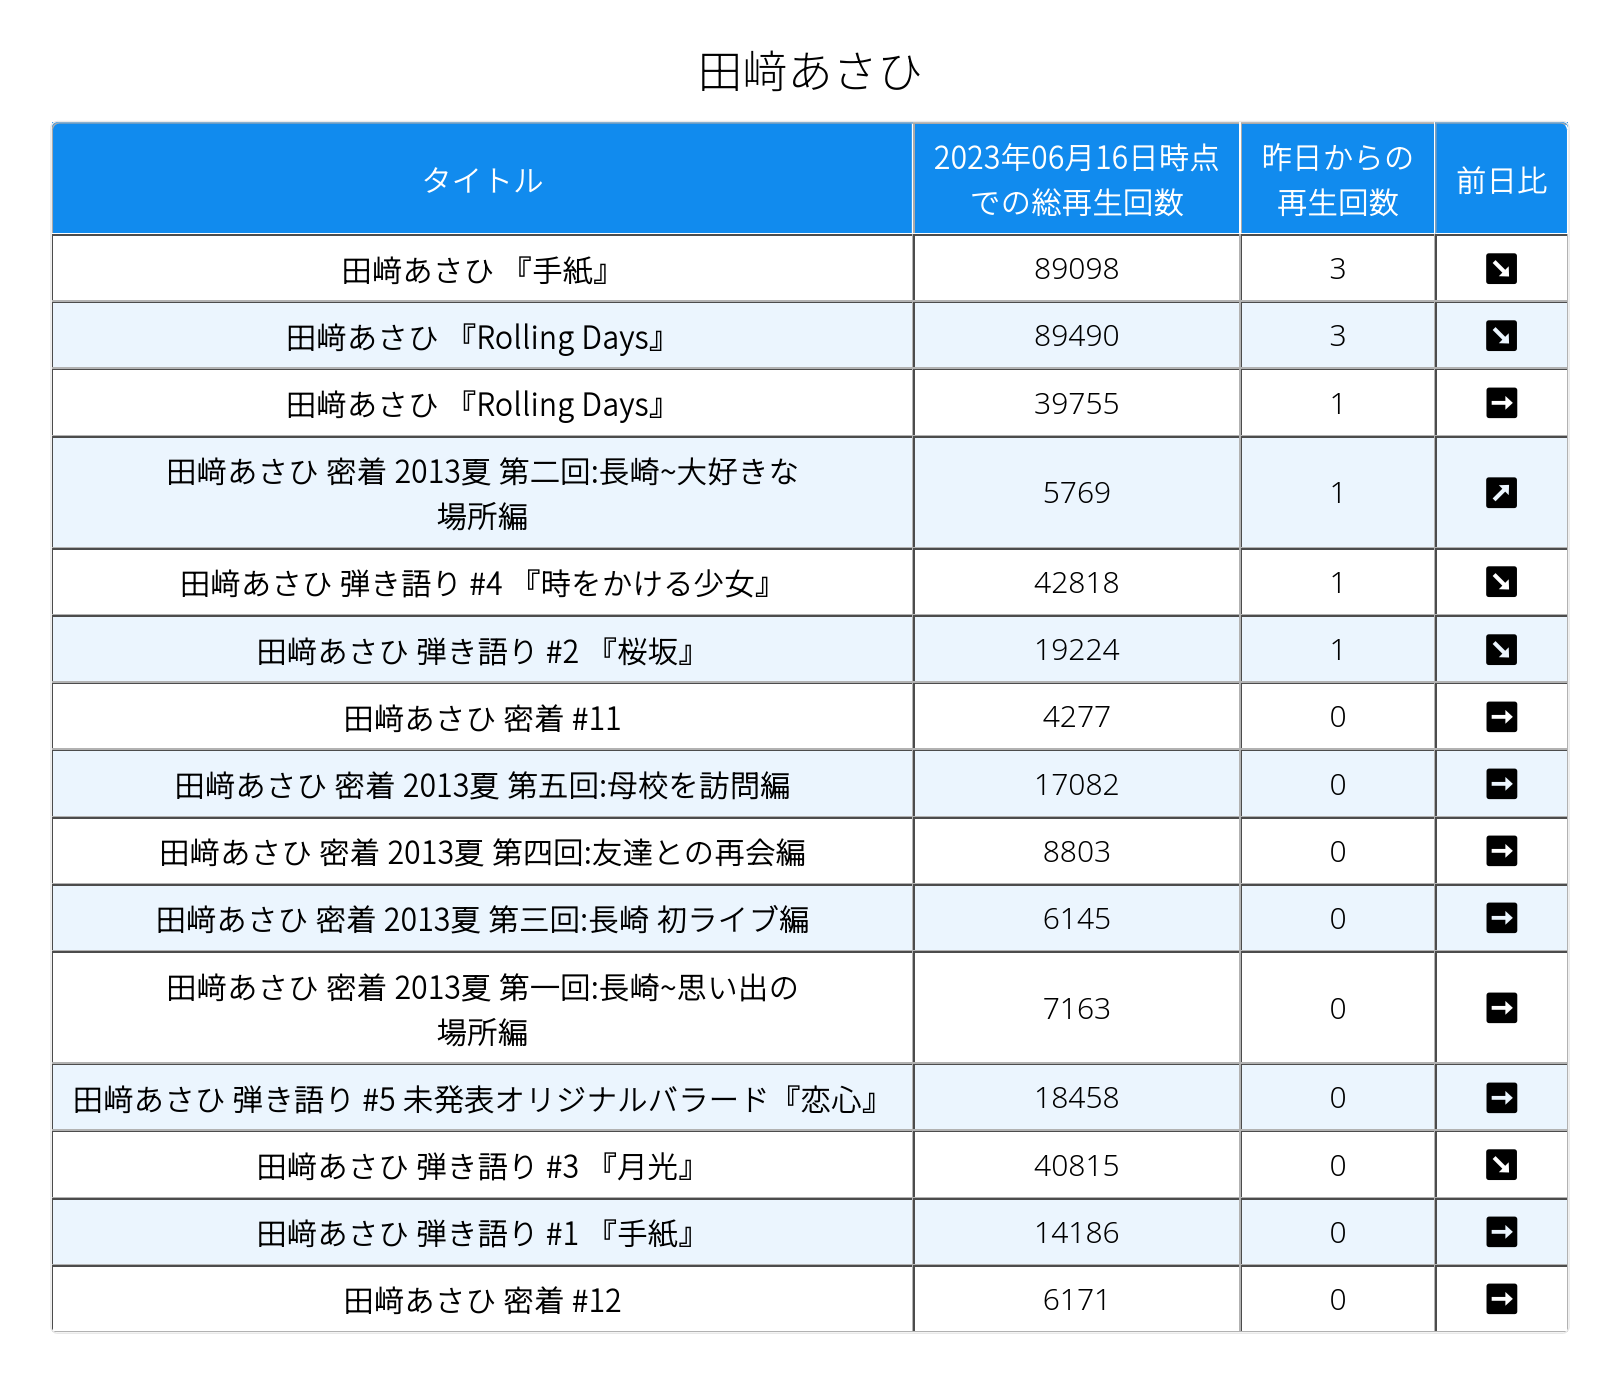 田﨑あさひ
タイトル
2023年06月16日時点
での総再生回数
昨日からの
再生回数
前日比
田﨑あさひ 『手紙』 89098 3 ↘
田﨑あさひ 『Rolling Days』 89490 3 ↘
田﨑あさひ 『Rolling Days』 39755 1 ➡
田﨑あさひ 密着 2013夏 第二回:長崎~大好きな
場所編 5769 1 ↗
田﨑あさひ 弾き語り #4 『時をかける少女』 42818 1 ↘
田﨑あさひ 弾き語り #2 『桜坂』 19224 1 ↘
田﨑あさひ 密着 #11 4277 0 ➡
田﨑あさひ 密着 2013夏 第五回:母校を訪問編 17082 0 ➡
田﨑あさひ 密着 2013夏 第四回:友達との再会編 8803 0 ➡
田﨑あさひ 密着 2013夏 第三回:長崎 初ライブ編 6145 0 ➡
田﨑あさひ 密着 2013夏 第一回:長崎~思い出の
場所編 7163 0 ➡
田﨑あさひ 弾き語り #5 未発表オリジナルバラード『恋心』 18458 0 ➡
田﨑あさひ 弾き語り #3 『月光』 40815 0 ↘
田﨑あさひ 弾き語り #1 『手紙』 14186 0 ➡
田﨑あさひ 密着 #12 6171 0 ➡